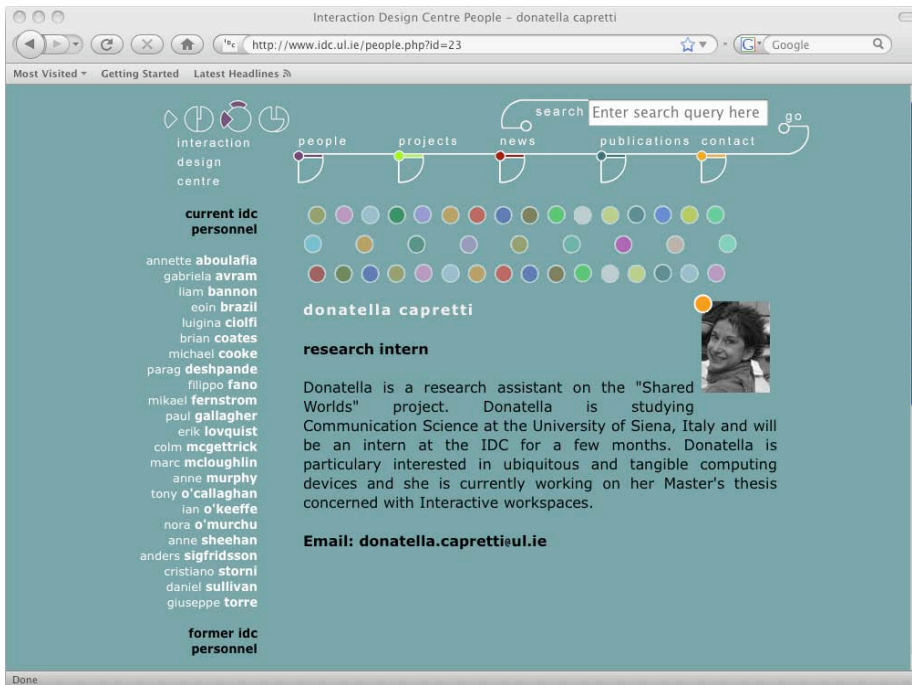 Interaction Design Centre People – donatella capretti
http://www.idc.ul.ie/people.php?id=23
Google
Most Visited Getting Started Latest Headlines
search Enter search query here go
people projects news publications contact
interaction
design
centre
current idc
personnel
annette aboulafia
gabriela avram
liam bannon
eoin brazil
luigina ciolfi
brian coates
michael cooke
parag deshpande
filippo fano
mikael fernstrom
paul gallagher
erik lovquist
colm mcgettrick
marc mcloughlin
anne murphy
tony o'callaghan
ian o'keeffe
nora o'murchu
anne sheehan
anders sigfridsson
cristiano storni
daniel sullivan
giuseppe torre
former idc
personnel
donatella capretti
research intern
Donatella is a research assistant on the "Shared
Worlds" project. Donatella is studying
Communication Science at the University of Siena, Italy and will
be an intern at the IDC for a few months. Donatella is
particulary interested in ubiquitous and tangible computing
devices and she is currently working on her Master's thesis
concerned with Interactive workspaces.
Email: donatella.capretti@ul.ie
Done